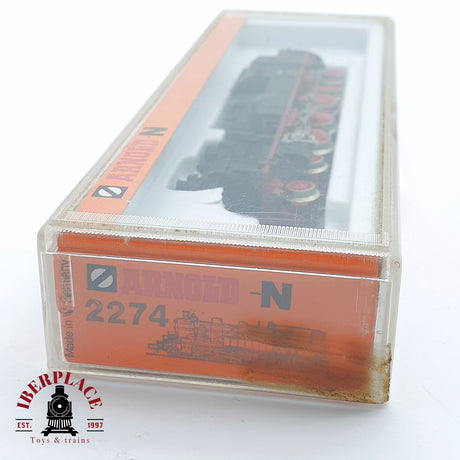 ARNOLD -N
ARNOLD -N
2274
Made in W. Germany
IBERPLACE
EST. 1997
Toys & trains